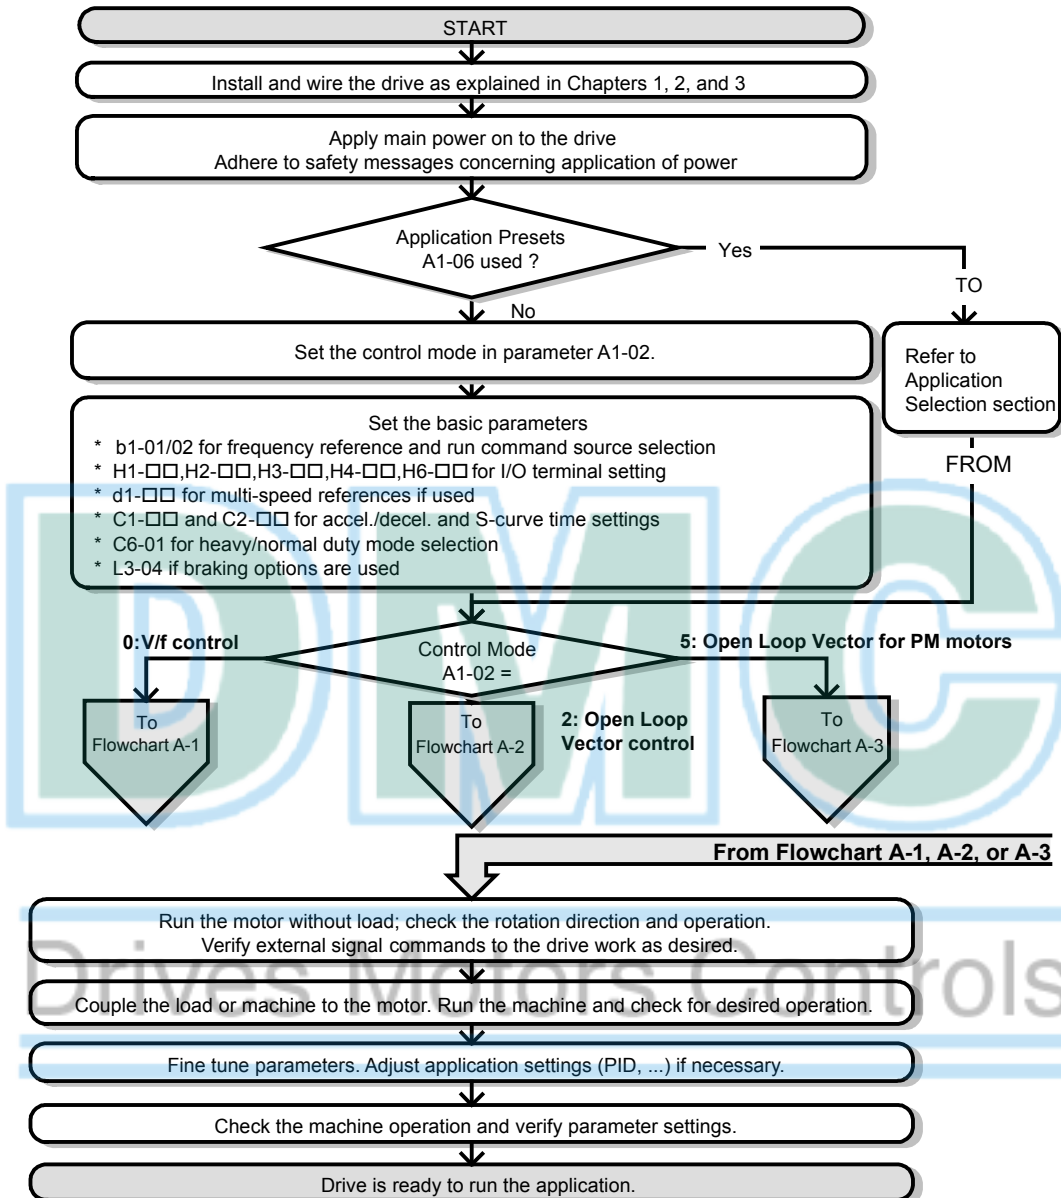 START
Install and wire the drive as explained in Chapters 1, 2, and 3
Apply main power on to the drive
Adhere to safety messages concerning application of power
Application Presets
A1-06 used ?
Yes
No
TO
Set the control mode in parameter A1-02.
Refer to
Application
Selection section
FROM
Set the basic parameters
* b1-01/02 for frequency reference and run command source selection
* H1-□□,H2-□□,H3-□□,H4-□□,H6-□□ for I/O terminal setting
* d1-□□ for multi-speed references if used
* C1-□□ and C2-□□ for accel./decel. and S-curve time settings
* C6-01 for heavy/normal duty mode selection
* L3-04 if braking options are used
0:V/f control
Control Mode
A1-02 =
5: Open Loop Vector for PM motors
To
Flowchart A-1
To
Flowchart A-2
2: Open Loop
Vector control
To
Flowchart A-3
DMC
From Flowchart A-1, A-2, or A-3
Run the motor without load; check the rotation direction and operation.
Verify external signal commands to the drive work as desired.
Drives Motors Controls
Couple the load or machine to the motor. Run the machine and check for desired operation.
Fine tune parameters. Adjust application settings (PID, ...) if necessary.
Check the machine operation and verify parameter settings.
Drive is ready to run the application.